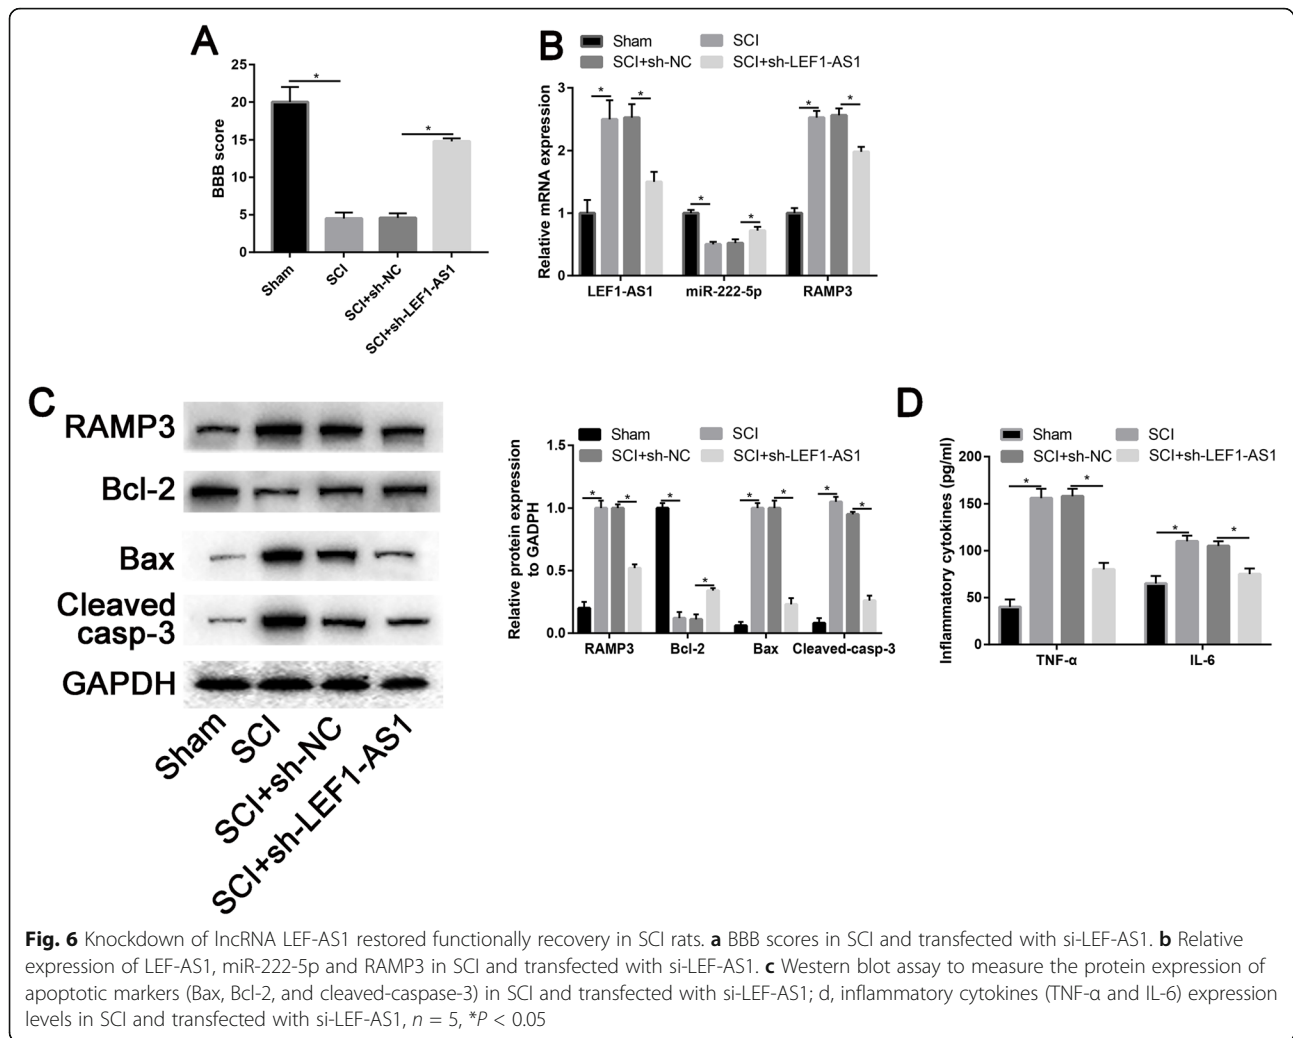 A
BBB score
25
20
15
10
5
0
*
*
Sham
SCI
SCI+sh-NC
SCI+sh-LEF1-AS1
B
Sham
SCI
SCI+sh-NC
SCI+sh-LEF1-AS1
Relative mRNA expression
3
2
1
0
* *
* *
* *
LEF1-AS1
miR-222-5p
RAMP3
C
RAMP3
Bcl-2
Bax
Cleaved
casp-3
GAPDH
Sham
SCI
SCI+sh-NC
SCI+sh-LEF1-AS1
Sham
SCI
SCI+sh-NC
SCI+sh-LEF1-AS1
Relative protein expression
to GADPH
1.5
1.0
0.5
0.0
* *
* *
* *
* *
RAMP3
Bcl-2
Bax
Cleaved-casp-3
D
Sham
SCI
SCI+sh-NC
SCI+sh-LEF1-AS1
Inflammatory cytokines (pg/ml)
200
150
100
50
0
* *
* *
TNF-α
IL-6
Fig. 6 Knockdown of lncRNA LEF-AS1 restored functionally recovery in SCI rats. a BBB scores in SCI and transfected with si-LEF-AS1. b Relative
expression of LEF-AS1, miR-222-5p and RAMP3 in SCI and transfected with si-LEF-AS1. c Western blot assay to measure the protein expression of
apoptotic markers (Bax, Bcl-2, and cleaved-caspase-3) in SCI and transfected with si-LEF-AS1; d, inflammatory cytokines (TNF-α and IL-6) expression
levels in SCI and transfected with si-LEF-AS1, n = 5, *P < 0.05